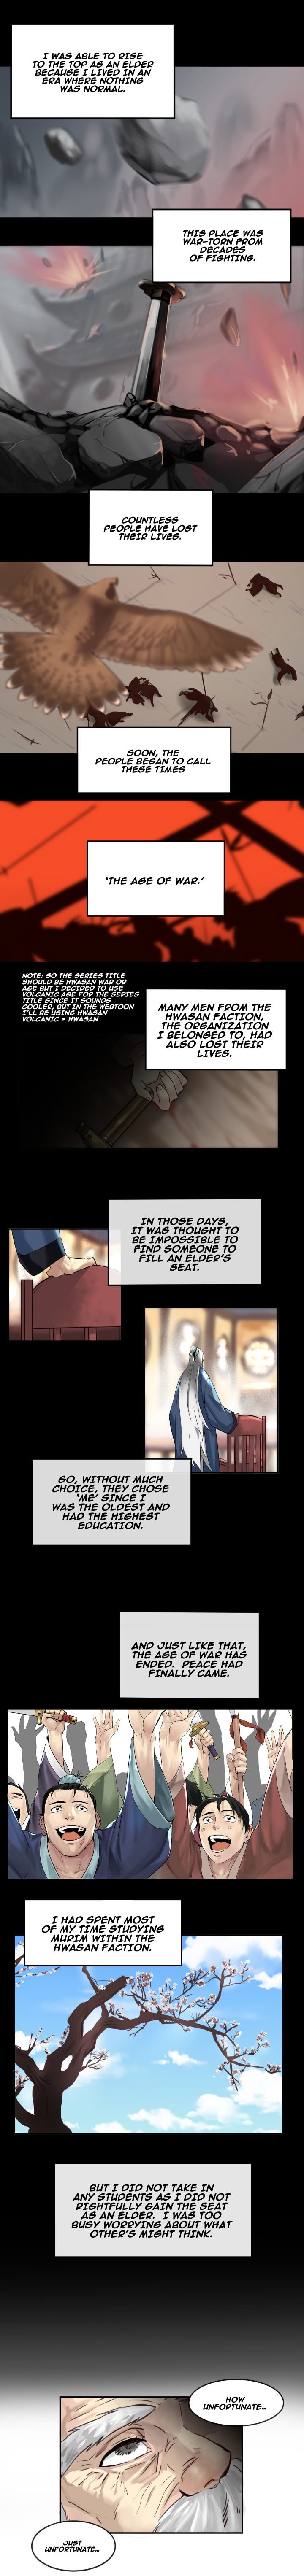 I WAS ABLE TO RISE
TO THE TOP AS AN ELDER
BECAUSE I LIVED IN AN
ERA WHERE NOTHING
WAS NORMAL.
THIS PLACE WAS
WAR-TORN FROM
DECADES
OF FIGHTING.
COUNTLESS
PEOPLE HAVE LOST
THEIR LIVES.
SOON, THE
PEOPLE BEGAN TO CALL
THESE TIMES
'THE AGE OF WAR.'
NOTE: SO THE SERIES TITLE
SHOULD BE HWASAN WAR OR
AGE BUT I DECIDED TO USE
VOLCANIC AGE FOR THE SERIES
TITLE SINCE IT SOUNDS
COOLER, BUT IN THE WEBTOON
I'LL BE USING HWASAN
VOLCANIC = HWASAN
MANY MEN FROM THE
HWASAN FACTION,
THE ORGANIZATION
I BELONGED TO, HAD
ALSO LOST THEIR
LIVES.
IN THOSE DAYS,
IT WAS THOUGHT TO
BE IMPOSSIBLE TO
FIND SOMEONE TO
FILL AN ELDER'S
SEAT.
SO, WITHOUT MUCH
CHOICE, THEY CHOSE
'ME' SINCE I
WAS THE OLDEST AND
HAD THE HIGHEST
EDUCATION.
AND JUST LIKE THAT,
THE AGE OF WAR HAS
ENDED. PEACE HAD
FINALLY CAME.
I HAD SPENT MOST
OF MY TIME STUDYING
MURIM WITHIN THE
HWASAN FACTION.
BUT I DID NOT TAKE IN
ANY STUDENTS AS I DID NOT
RIGHTFULLY GAIN THE SEAT
AS AN ELDER. I WAS TOO
BUSY WORRYING ABOUT WHAT
OTHER'S MIGHT THINK.
HOW
UNFORTUNATE...
JUST
UNFORTUNATE...